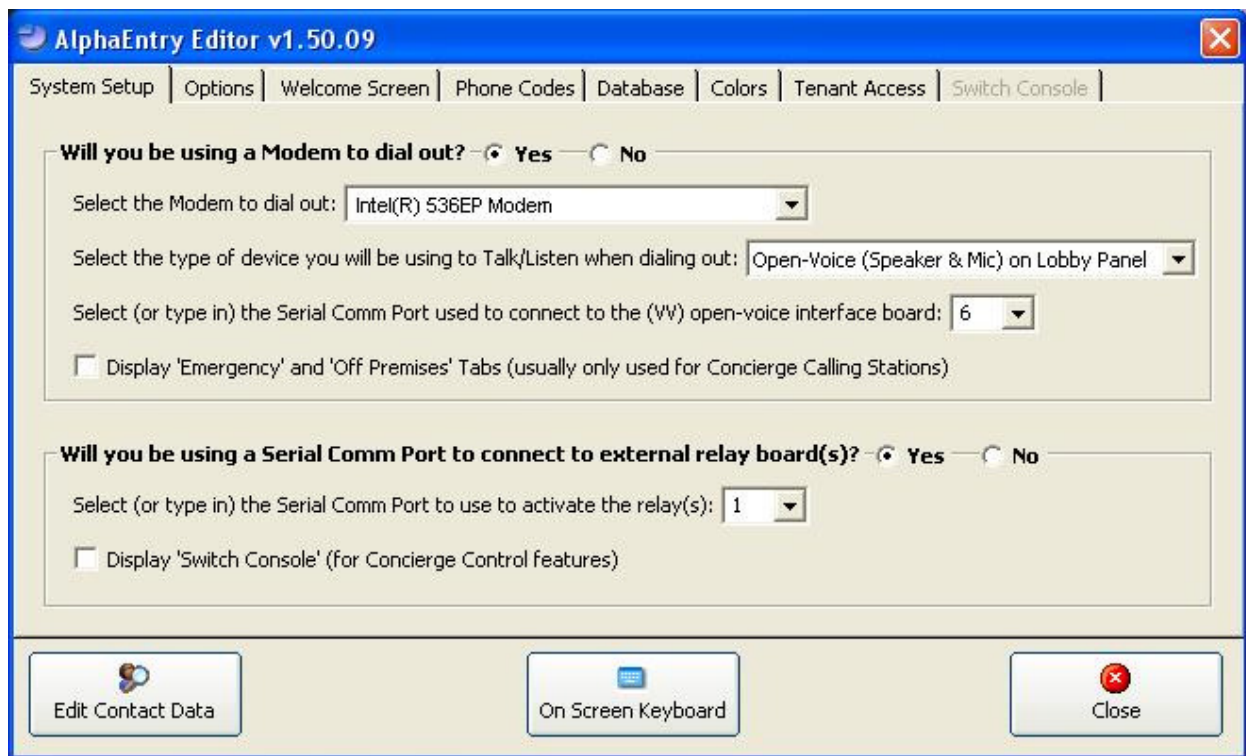 AlphaEntry Editor v1.50.09
System Setup Options Welcome Screen Phone Codes Database Colors Tenant Access Switch Console
Will you be using a Modem to dial out? Yes No
Select the Modem to dial out: Intel(R) 536EP Modem
Select the type of device you will be using to Talk/Listen when dialing out: Open-Voice (Speaker & Mic) on Lobby Panel
Select (or type in) the Serial Comm Port used to connect to the (VV) open-voice interface board: 6
Display 'Emergency' and 'Off Premises' Tabs (usually only used for Concierge Calling Stations)
Will you be using a Serial Comm Port to connect to external relay board(s)? Yes No
Select (or type in) the Serial Comm Port to use to activate the relay(s): 1
Display 'Switch Console' (for Concierge Control features)
Edit Contact Data On Screen Keyboard Close